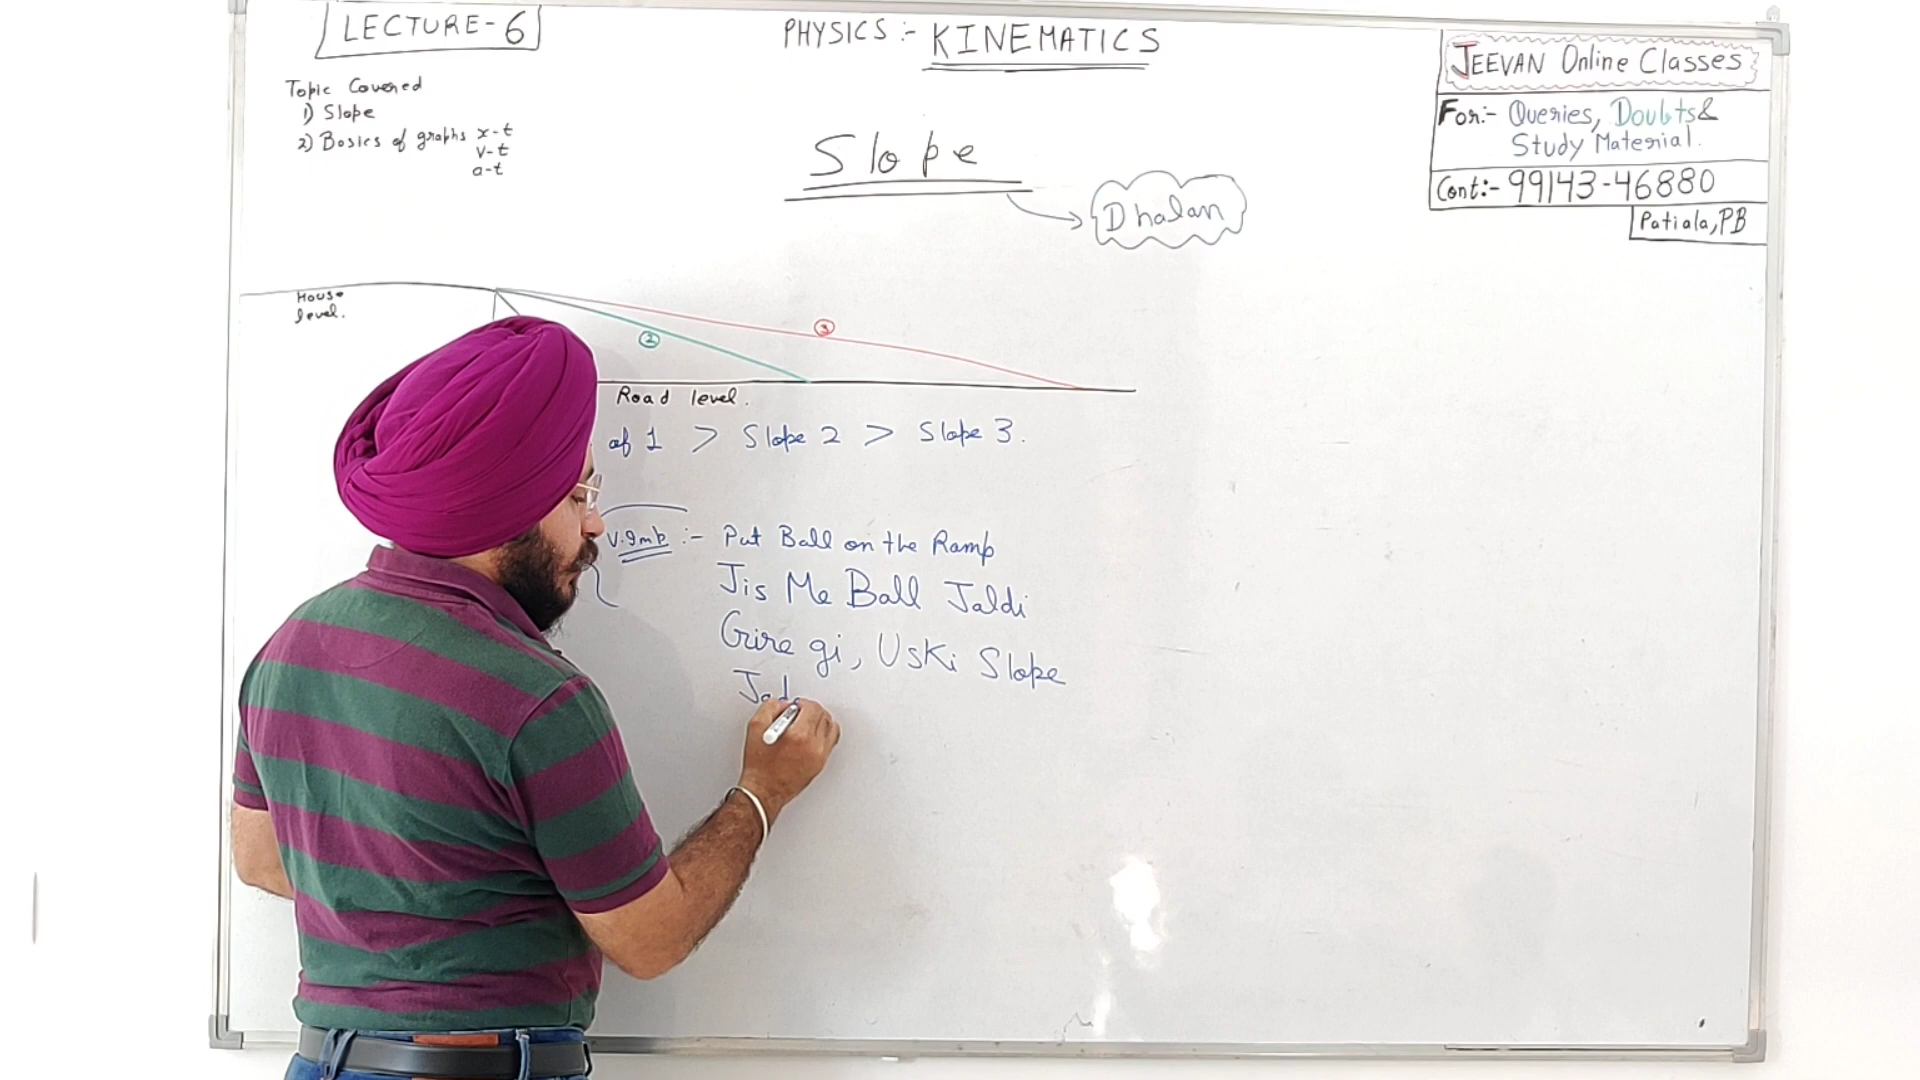 LECTURE-6
PHYSICS:- KINEMATICS
JEEVAN Online Classes
For:- Queries, Doubts &
Study Material.
Cont:- 99143-46880
Patiala, PB
Topic Covered
1) Slope
2) Basics of graphs x-t
v-t
a-t
Slope
Dhalan
House
level.
2
3
Road level.
of 1 > Slope 2 > Slope 3.
V.Imp :- Put Ball on the Ramp
Jis Me Ball Jaldi
Gire gi, Uski Slope